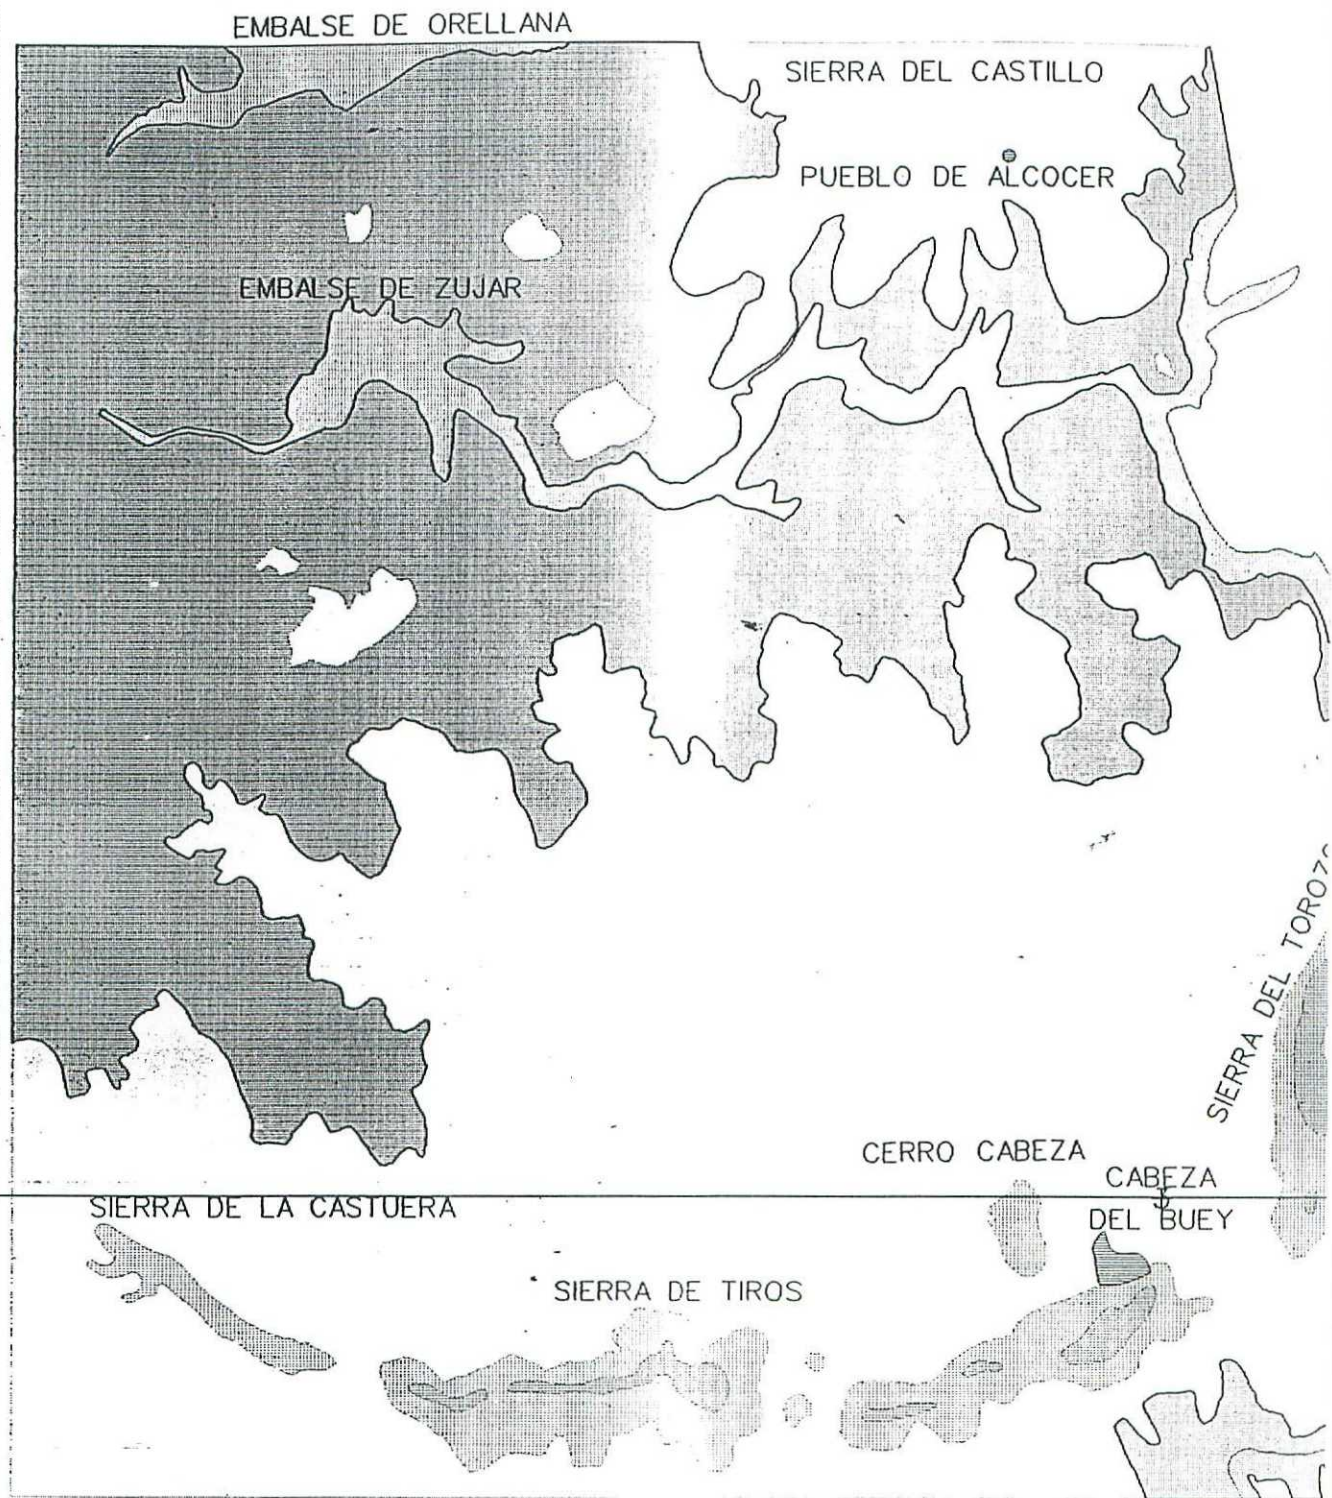 EMBALSE DE ORELLANA
SIERRA DEL CASTILLO
PUEBLO DE ALCOCER
EMBALSE DE ZUJAR
SIERRA DEL TOROZO
CERRO CABEZA
CABEZA
DEL BUEY
SIERRA DE LA CASTUERA
SIERRA DE TIROS